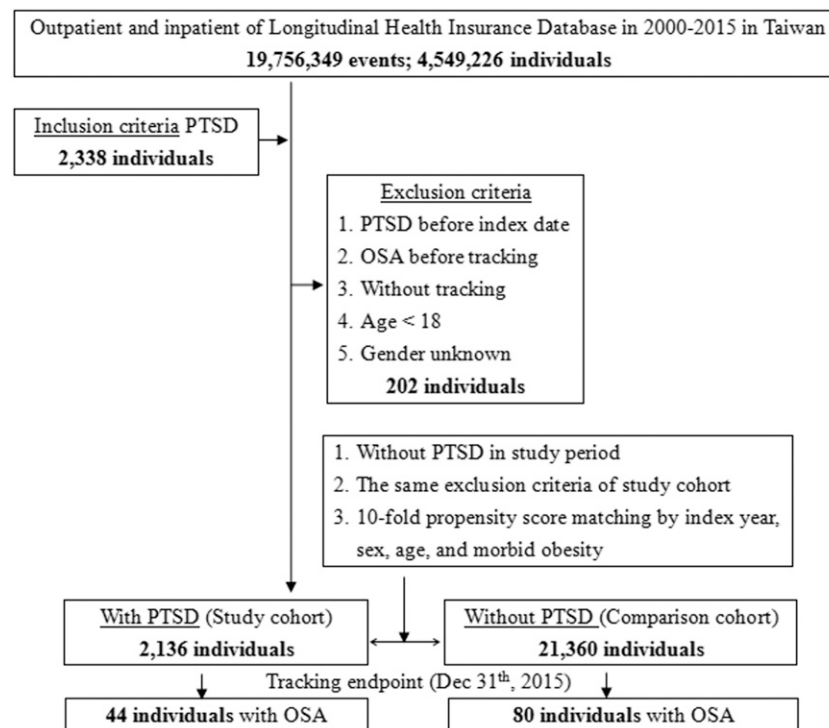 Outpatient and inpatient of Longitudinal Health Insurance Database in 2000-2015 in Taiwan
19,756,349 events; 4,549,226 individuals
Inclusion criteria PTSD
2,338 individuals
Exclusion criteria
1. PTSD before index date
2. OSA before tracking
3. Without tracking
4. Age < 18
5. Gender unknown
202 individuals
1. Without PTSD in study period
2. The same exclusion criteria of study cohort
3. 10-fold propensity score matching by index year,
sex, age, and morbid obesity
With PTSD (Study cohort)
2,136 individuals
Without PTSD (Comparison cohort)
21,360 individuals
Tracking endpoint (Dec 31th, 2015)
44 individuals with OSA
80 individuals with OSA